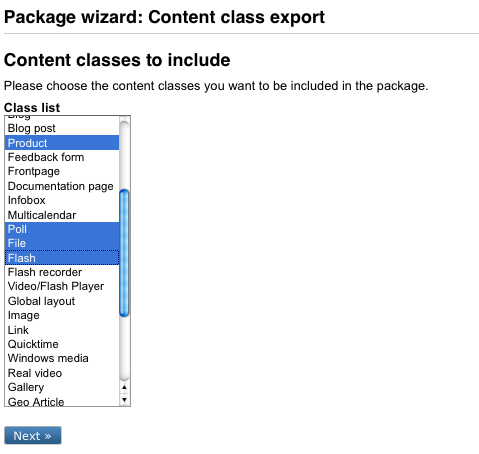 Package wizard: Content class export
Content classes to include
Please choose the content classes you want to be included in the package.
Class list
Blog
Blog post
Product
Feedback form
Frontpage
Documentation page
Infobox
Multicalendar
Poll
File
Flash
Flash recorder
Video/Flash Player
Global layout
Image
Link
Quicktime
Windows media
Real video
Gallery
Geo Article
Next »